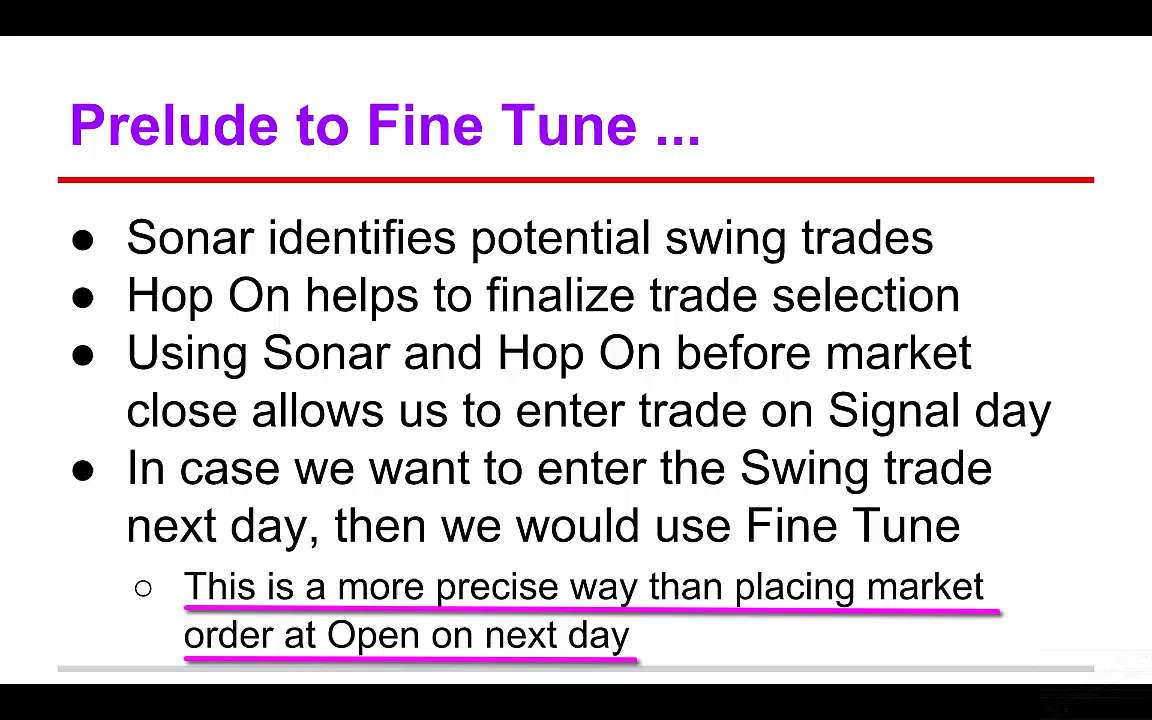 Prelude to Fine Tune ...
● Sonar identifies potential swing trades
● Hop On helps to finalize trade selection
● Using Sonar and Hop On before market
close allows us to enter trade on Signal day
● In case we want to enter the Swing trade
next day, then we would use Fine Tune
○ This is a more precise way than placing market
order at Open on next day